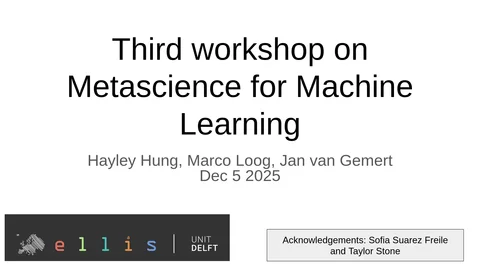 Third workshop on
Metascience for Machine
Learning
Hayley Hung, Marco Loog, Jan van Gemert
Dec 5 2025
ellis
UNIT
DELFT
Acknowledgements: Sofia Suarez Freile
and Taylor Stone